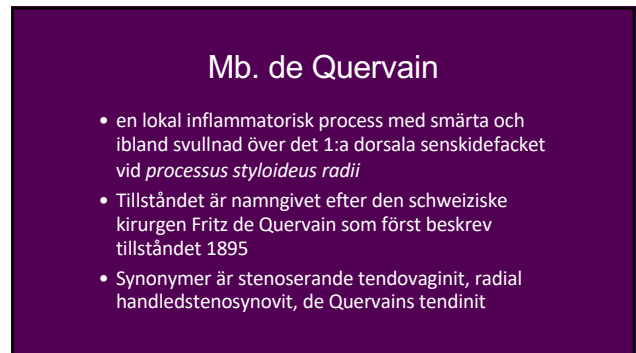 Mb. de Quervain
• en lokal inflammatorisk process med smärta och
ibland svullnad över det 1:a dorsala senskidefacket
vid processus styloideus radii
• Tillståndet är namngivet efter den schweiziske
kirurgen Fritz de Quervain som först beskrev
tillståndet 1895
• Synonymer är stenoserande tendovaginit, radial
handledstenosynovit, de Quervains tendinit